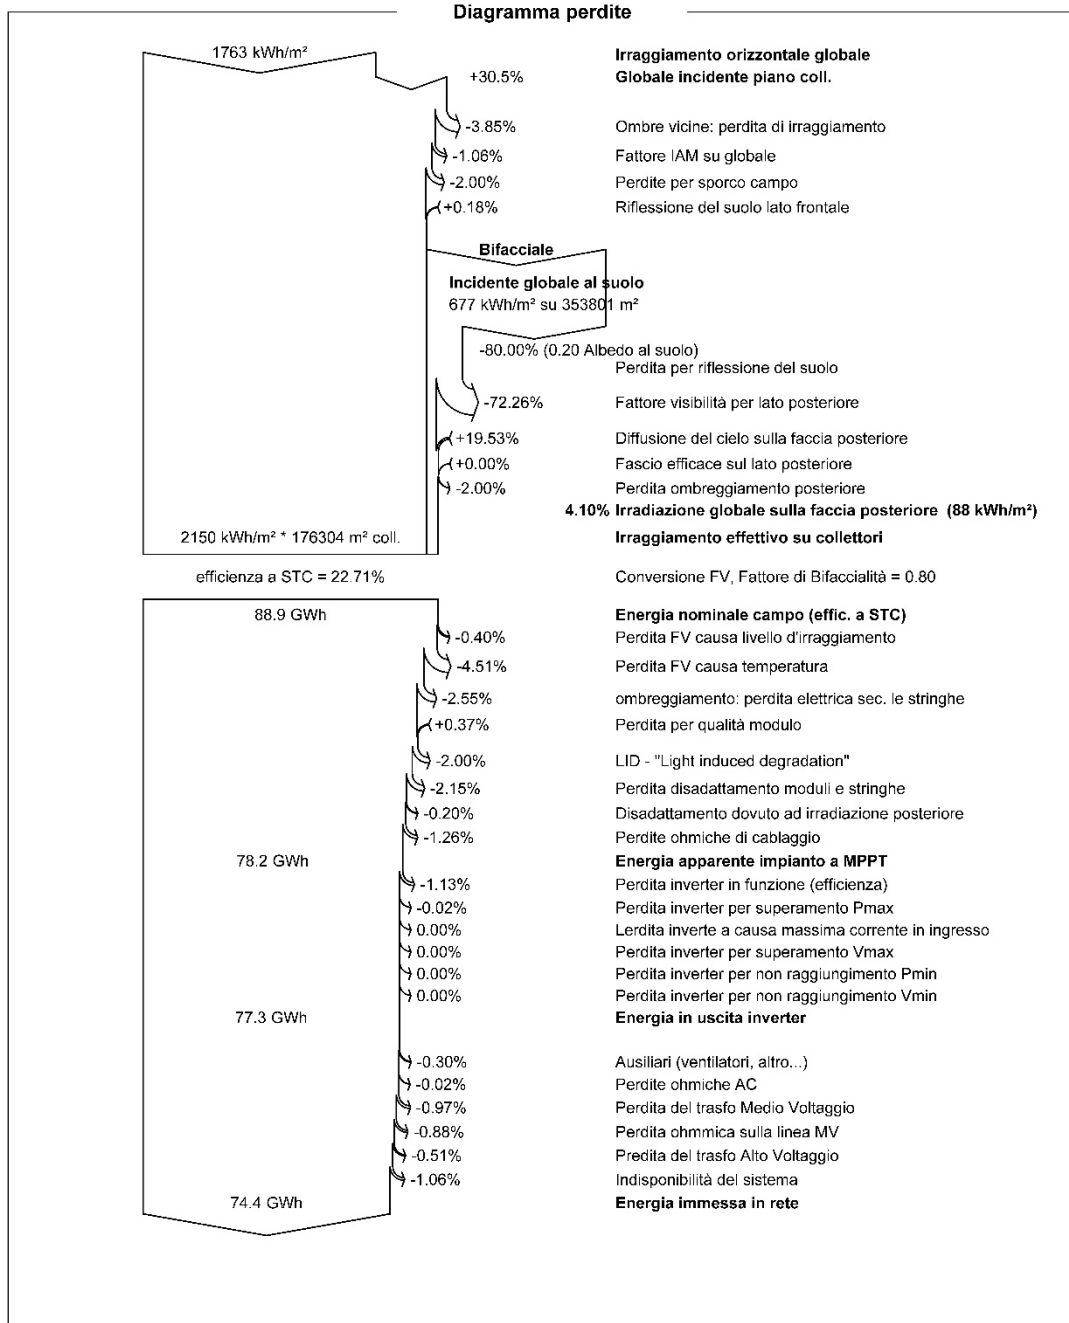 Diagramma perdite
1763 kWh/m²
Irraggiamento orizzontale globale
+30.5% Globale incidente piano coll.
-3.85% Ombre vicine: perdita di irraggiamento
-1.06% Fattore IAM su globale
-2.00% Perdite per sporco campo
+0.18% Riflessione del suolo lato frontale
Bifacciale
Incidente globale al suolo
677 kWh/m² su 353801 m²
-80.00% (0.20 Albedo al suolo)
Perdita per riflessione del suolo
-72.26% Fattore visibilità per lato posteriore
+19.53% Diffusione del cielo sulla faccia posteriore
+0.00% Fascio efficace sul lato posteriore
-2.00% Perdita ombreggiamento posteriore
4.10% Irradiazione globale sulla faccia posteriore (88 kWh/m²)
2150 kWh/m² * 176304 m² coll. Irraggiamento effettivo su collettori
efficienza a STC = 22.71% Conversione FV, Fattore di Bifaccialità = 0.80
88.9 GWh Energia nominale campo (effic. a STC)
-0.40% Perdita FV causa livello d'irraggiamento
-4.51% Perdita FV causa temperatura
-2.55% ombreggiamento: perdita elettrica sec. le stringhe
+0.37% Perdita per qualità modulo
-2.00% LID - "Light induced degradation"
-2.15% Perdita disadattamento moduli e stringhe
-0.20% Disadattamento dovuto ad irradiazione posteriore
-1.26% Perdite ohmiche di cablaggio
78.2 GWh Energia apparente impianto a MPPT
-1.13% Perdita inverter in funzione (efficienza)
-0.02% Perdita inverter per superamento Pmax
0.00% Lerdita inverte a causa massima corrente in ingresso
0.00% Perdita inverter per superamento Vmax
0.00% Perdita inverter per non raggiungimento Pmin
0.00% Perdita inverter per non raggiungimento Vmin
77.3 GWh Energia in uscita inverter
-0.30% Ausiliari (ventilatori, altro...)
-0.02% Perdite ohmiche AC
-0.97% Perdita del trasfo Medio Voltaggio
-0.88% Perdita ohmmica sulla linea MV
-0.51% Predita del trasfo Alto Voltaggio
-1.06% Indisponibilità del sistema
74.4 GWh Energia immessa in rete